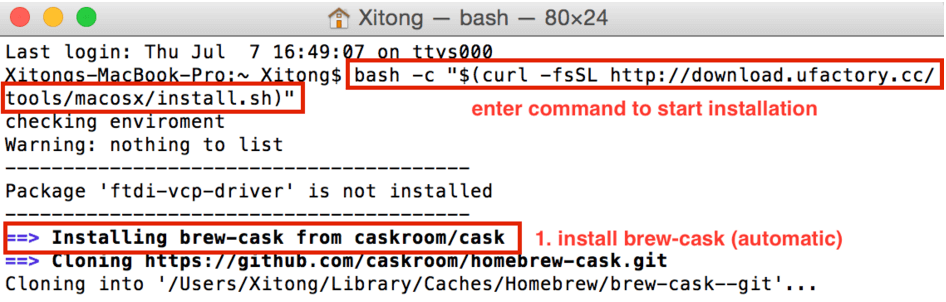 Xitong — bash — 80×24
Last login: Thu Jul  7 16:49:07 on ttys000
Xitongs-MacBook-Pro:~ Xitong$ bash -c "$(curl -fsSL http://download.ufactory.cc/
tools/macosx/install.sh)"
enter command to start installation
checking enviroment
Warning: nothing to list
----------------------------------------
Package 'ftdi-vcp-driver' is not installed
----------------------------------------
==> Installing brew-cask from caskroom/cask
1. install brew-cask (automatic)
==> Cloning https://github.com/caskroom/homebrew-cask.git
Cloning into '/Users/Xitong/Library/Caches/Homebrew/brew-cask--git'...